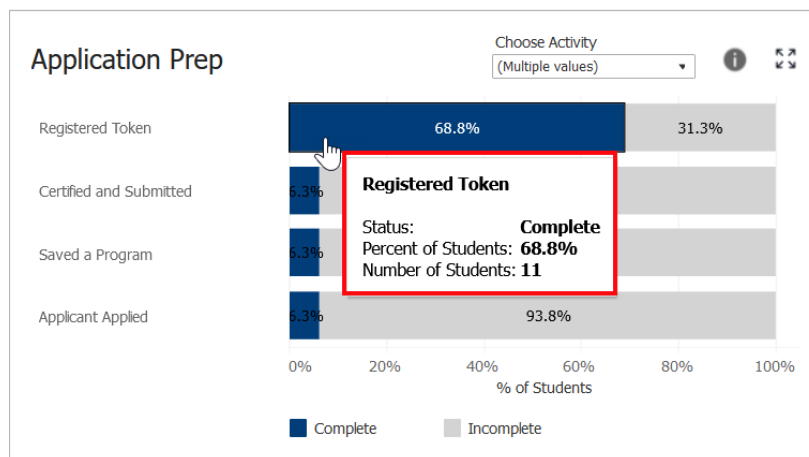 Application Prep
Choose Activity
(Multiple values)
Registered Token
68.8%
31.3%
Certified and Submitted
6.3%
Registered Token
Status: Complete
Percent of Students: 68.8%
Number of Students: 11
Saved a Program
6.3%
Applicant Applied
6.3%
93.8%
0% 20% 40% 60% 80% 100%
% of Students
Complete
Incomplete